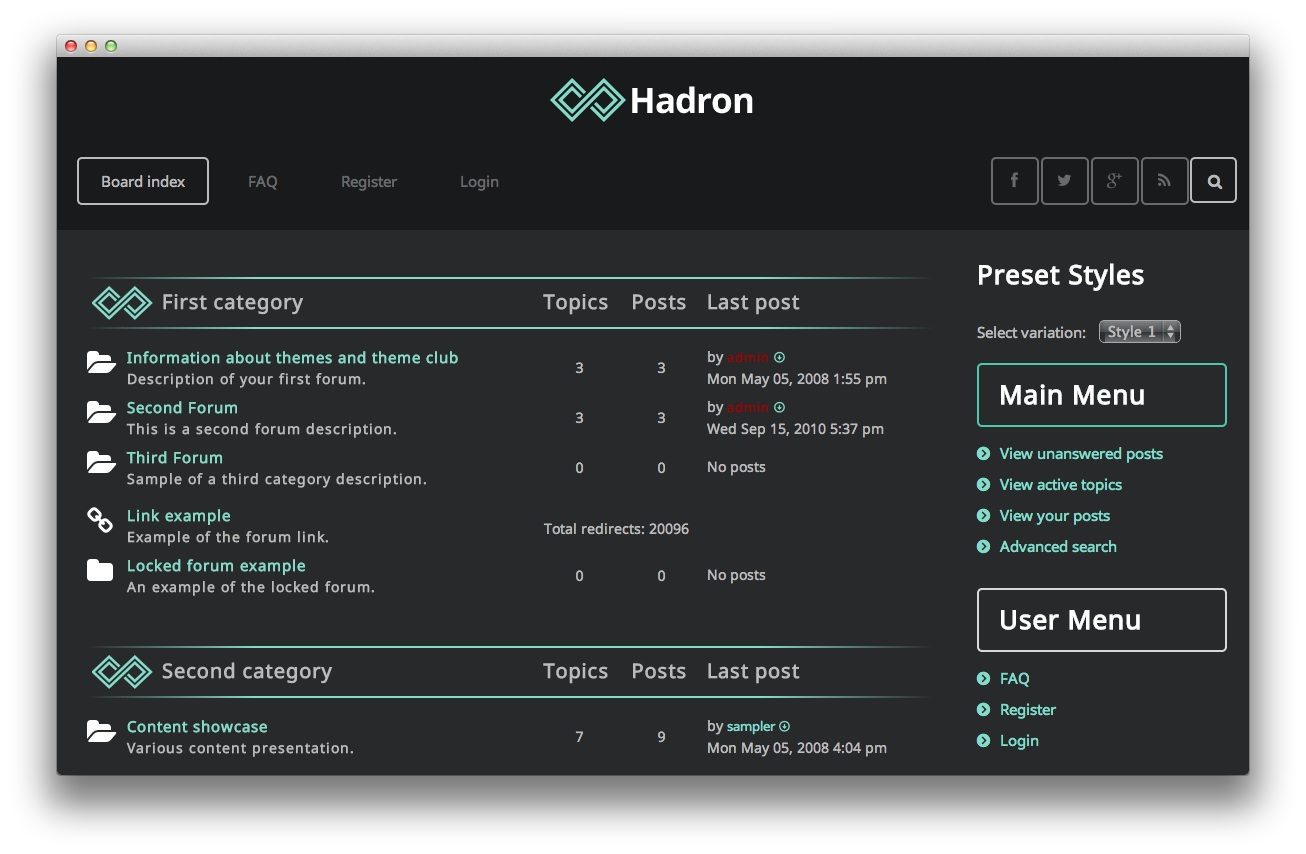 Hadron
Board index FAQ Register Login
First category Topics Posts Last post
Information about themes and theme club
Description of your first forum.
3 3
by admin
Mon May 05, 2008 1:55 pm
Second Forum
This is a second forum description.
3 3
by admin
Wed Sep 15, 2010 5:37 pm
Third Forum
Sample of a third category description.
0 0 No posts
Link example
Example of the forum link.
Total redirects: 20096
Locked forum example
An example of the locked forum.
0 0 No posts
Second category Topics Posts Last post
Content showcase
Various content presentation.
7 9
by sampler
Mon May 05, 2008 4:04 pm
Preset Styles
Select variation: Style 1
Main Menu
View unanswered posts
View active topics
View your posts
Advanced search
User Menu
FAQ
Register
Login